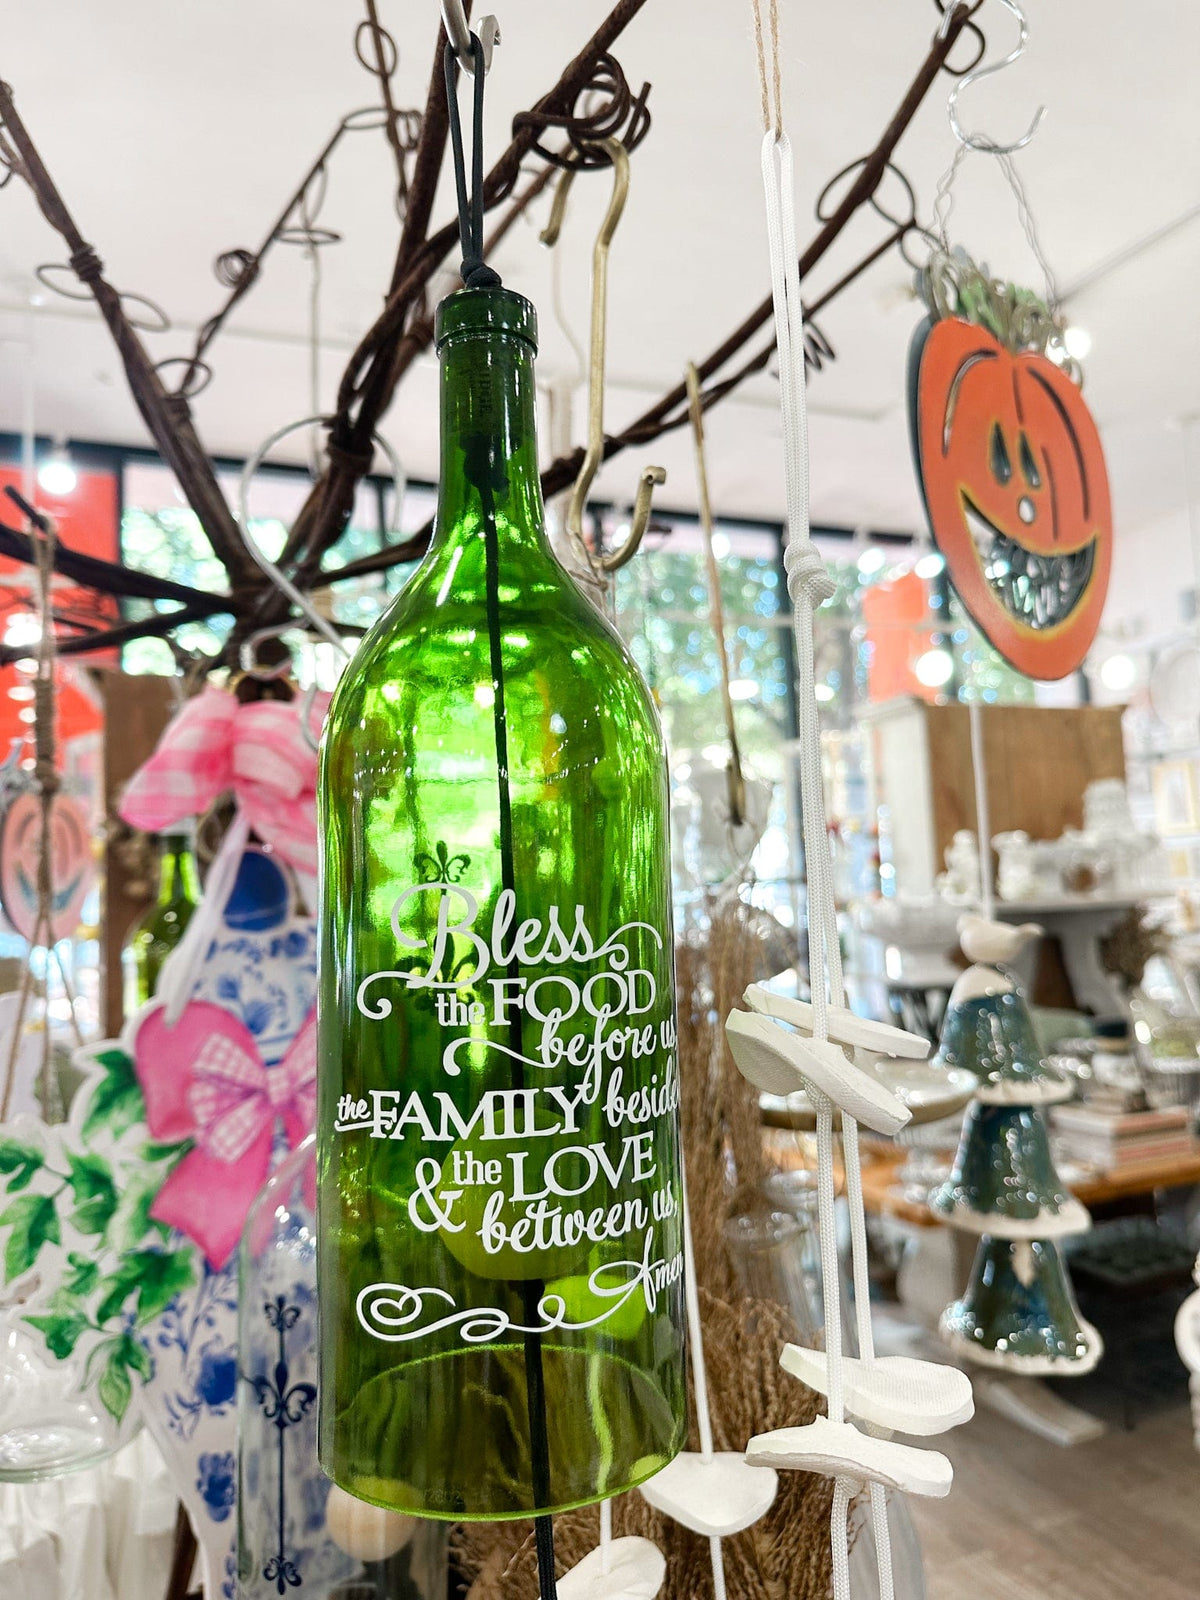 Bless
the FOOD
before us
the FAMILY beside
& the LOVE
between us,
Amen